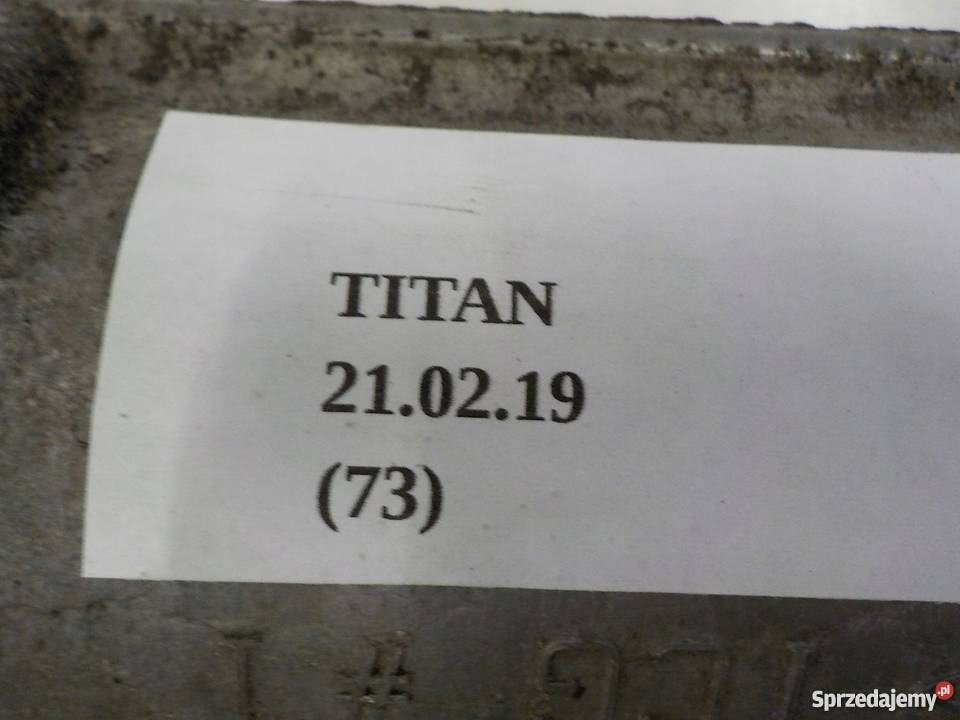 TITAN
21.02.19
(73)
Sprzedajemy.pl